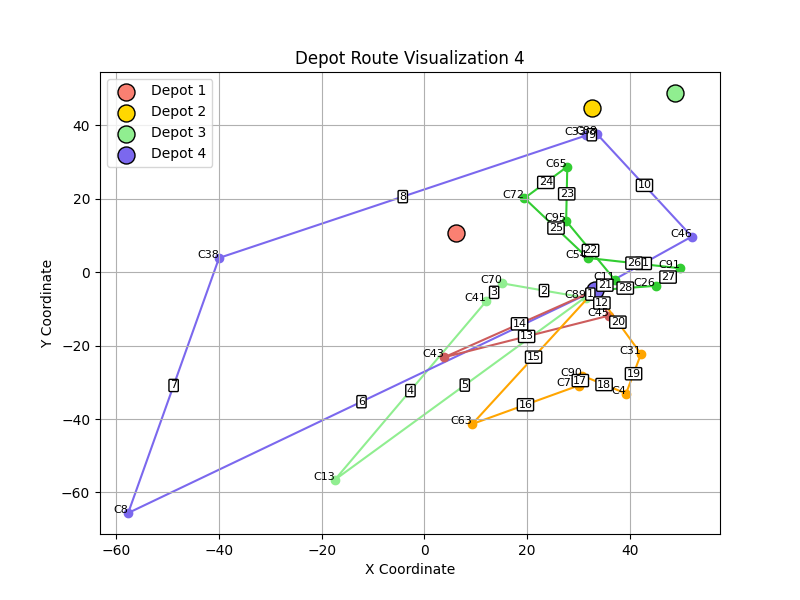 Depot Route Visualization 4
Depot 1
Depot 2
Depot 3
Depot 4
Y Coordinate
X Coordinate
40
20
0
−20
−40
−60
−60
−40
−20
0
20
40
9
C65
24
10
23
C72
8
C95
25
C46
22
C38
C54
26
C91
27
C70
C11
C26
3
2
21
28
C41
C89
12
C45
14
20
13
C43
15
C31
C90
19
7
5
17
18
4
C4
6
16
C63
C13
C8